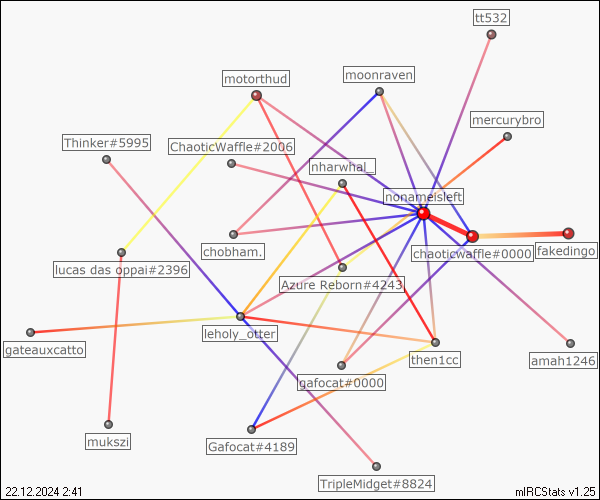 tt532
motorthud
moonraven
mercurybro
Thinker#5995
ChaoticWaffle#2006
nharwhal_
nonameisleft
chobham.
chaoticwaffle#0000
fakedingo
lucas das oppai#2396
Azure Reborn#4243
leholy_otter
gateauxcatto
then1cc
amah1246
gafocat#0000
mukszi
Gafocat#4189
TripleMidget#8824
22.12.2024 2:41
mIRCStats v1.25